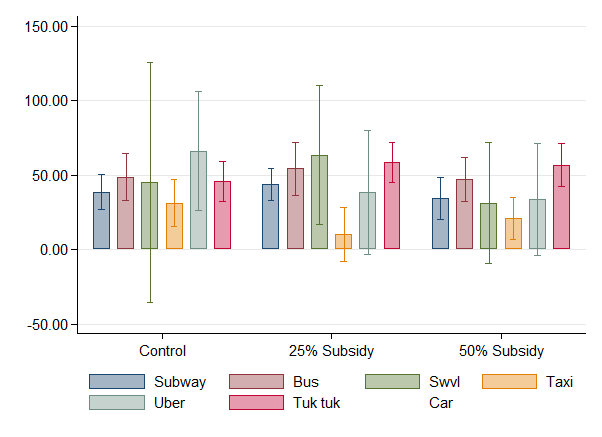 150.00
100.00
50.00
0.00
-50.00
Control 25% Subsidy 50% Subsidy
Subway Bus Swvl Taxi
Uber Tuk tuk Car